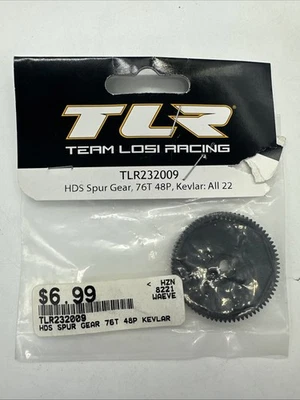 TLR
TEAM LOSI RACING
TLR232009
HDS Spur Gear, 76T 48P, Kevlar: All 22
< HZN
8221
WAEVE
$6.99
TLR232009
HDS SPUR GEAR 76T 48P KEVLAR